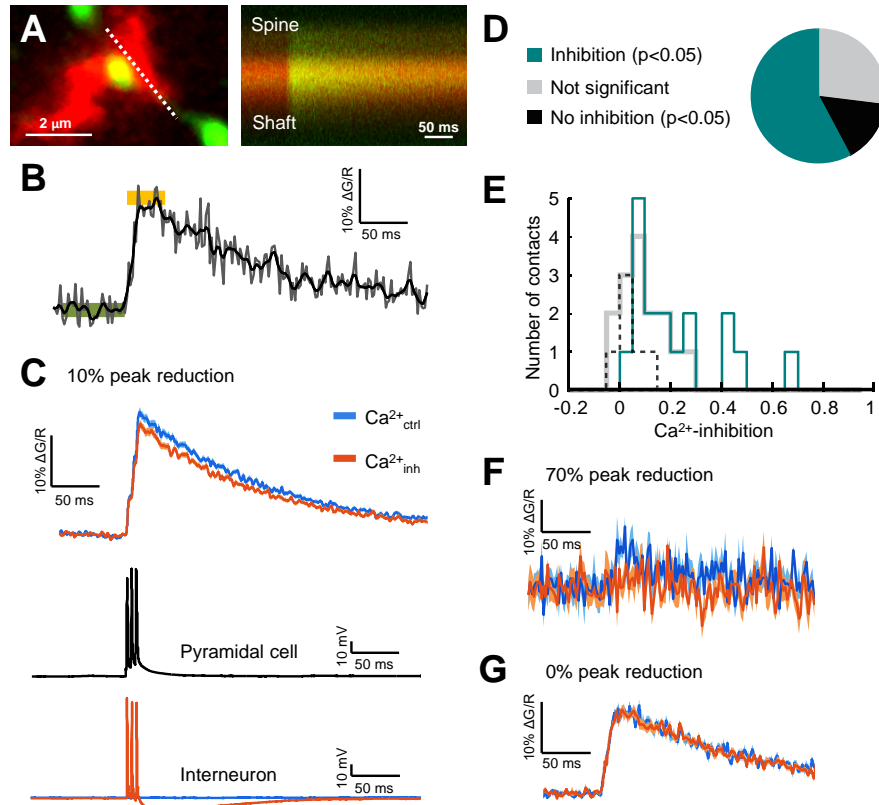 A
2 μm
Spine
Shaft
50 ms
B
10% ΔG/R
50 ms
C
10% peak reduction
10% ΔG/R
50 ms
Ca²⁺ctrl
Ca²⁺inh
Pyramidal cell
10 mV
50 ms
Interneuron
10 mV
50 ms
D
Inhibition (p<0.05)
Not significant
No inhibition (p<0.05)
E
Number of contacts
5
4
3
2
1
0
-0.2 0 0.2 0.4 0.6 0.8 1
Ca²⁺-inhibition
F
70% peak reduction
10% ΔG/R
50 ms
G
0% peak reduction
10% ΔG/R
50 ms